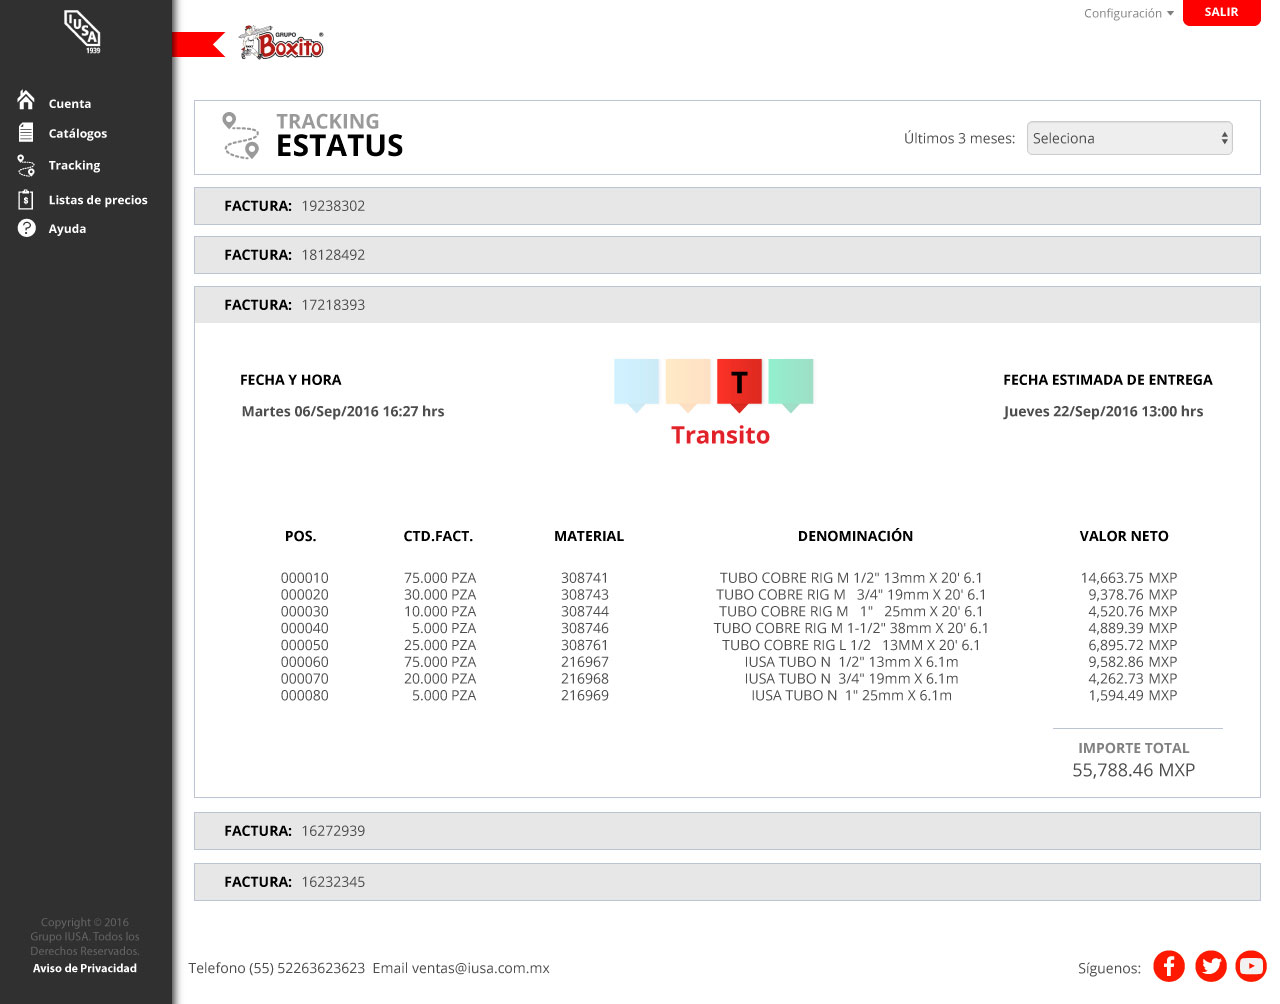 IUSA
1939
Configuración
SALIR
GRUPO
Boxito®
Cuenta
Catálogos
Tracking
Listas de precios
Ayuda
TRACKING
ESTATUS
Últimos 3 meses: Seleciona
FACTURA: 19238302
FACTURA: 18128492
FACTURA: 17218393
FECHA Y HORA
Martes 06/Sep/2016 16:27 hrs
T
Transito
FECHA ESTIMADA DE ENTREGA
Jueves 22/Sep/2016 13:00 hrs
POS. CTD.FACT. MATERIAL DENOMINACIÓN VALOR NETO
000010 75.000 PZA 308741 TUBO COBRE RIG M 1/2" 13mm X 20' 6.1 14,663.75 MXP
000020 30.000 PZA 308743 TUBO COBRE RIG M 3/4" 19mm X 20' 6.1 9,378.76 MXP
000030 10.000 PZA 308744 TUBO COBRE RIG M 1" 25mm X 20' 6.1 4,520.76 MXP
000040 5.000 PZA 308746 TUBO COBRE RIG M 1-1/2" 38mm X 20' 6.1 4,889.39 MXP
000050 25.000 PZA 308761 TUBO COBRE RIG L 1/2 13MM X 20' 6.1 6,895.72 MXP
000060 75.000 PZA 216967 IUSA TUBO N 1/2" 13mm X 6.1m 9,582.86 MXP
000070 20.000 PZA 216968 IUSA TUBO N 3/4" 19mm X 6.1m 4,262.73 MXP
000080 5.000 PZA 216969 IUSA TUBO N 1" 25mm X 6.1m 1,594.49 MXP
IMPORTE TOTAL
55,788.46 MXP
FACTURA: 16272939
FACTURA: 16232345
Copyright © 2016
Grupo IUSA. Todos los
Derechos Reservados.
Aviso de Privacidad
Telefono (55) 52263623623 Email ventas@iusa.com.mx
Síguenos: